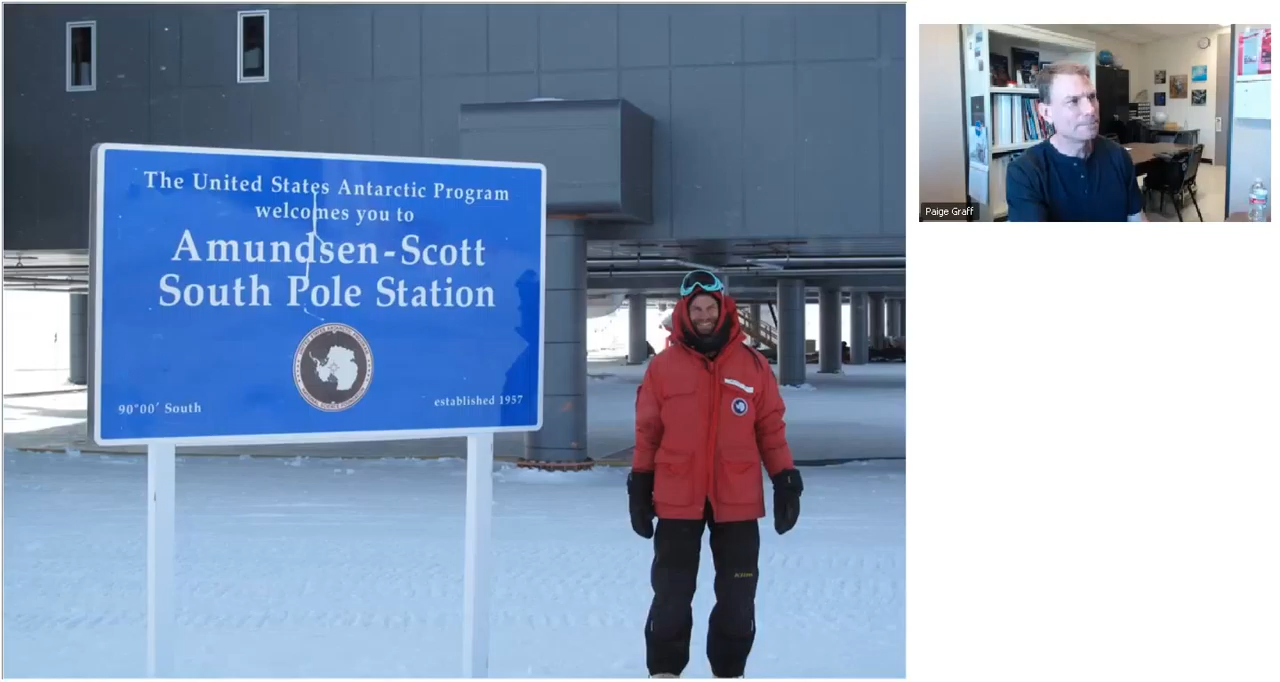 The United States Antarctic Program
welcomes you to
Amundsen-Scott
South Pole Station
90°00′ South
established 1957
Paige Graff